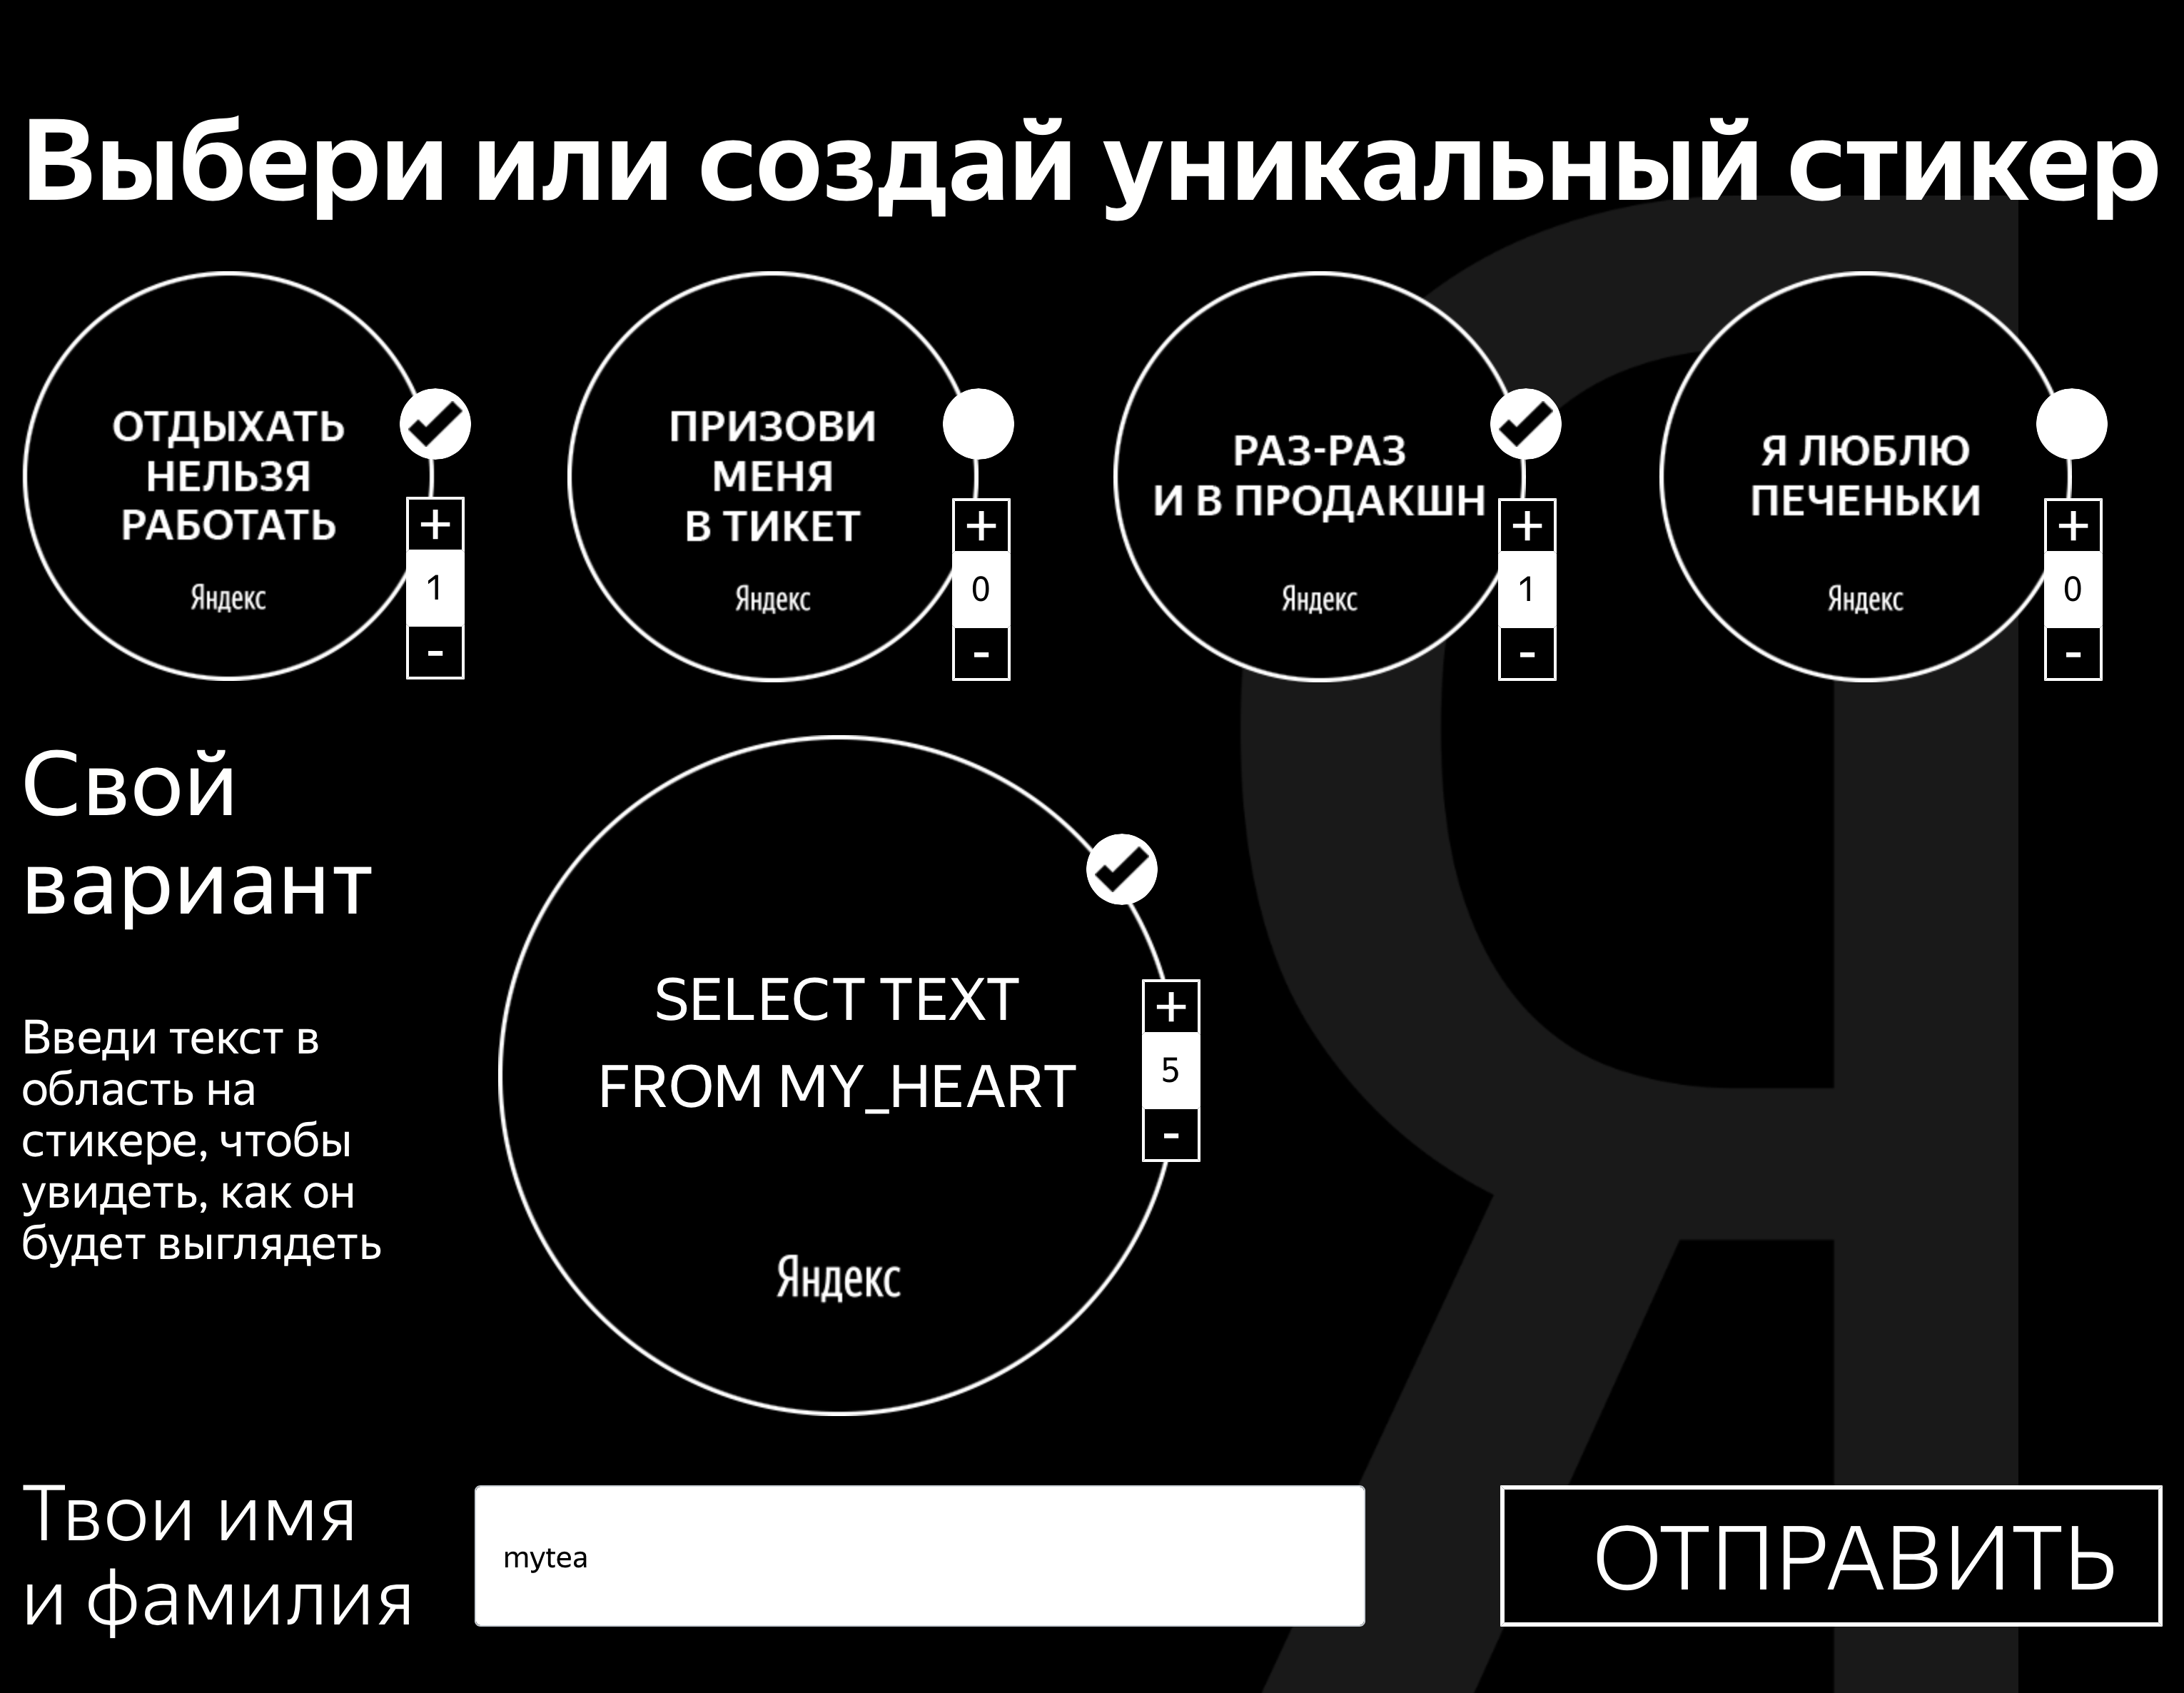 Выбери или создай уникальный стикер
ОТДЫХАТЬ
НЕЛЬЗЯ
РАБОТАТЬ
Яндекс
+
1
-
ПРИЗОВИ
МЕНЯ
В ТИКЕТ
Яндекс
+
0
-
РАЗ-РАЗ
И В ПРОДАКШН
Яндекс
+
1
-
Я ЛЮБЛЮ
ПЕЧЕНЬКИ
Яндекс
+
0
-
Свой
вариант
Введи текст в
область на
стикере, чтобы
увидеть, как он
будет выглядеть
SELECT TEXT
FROM MY_HEART
Яндекс
+
5
-
Твои имя
и фамилия
mytea
ОТПРАВИТЬ
Я